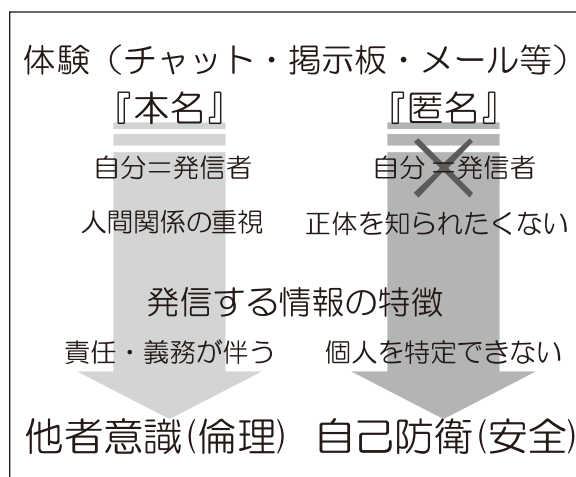 体験（チャット・掲示板・メール等）
『本名』 『匿名』
自分＝発信者 自分＝発信者
人間関係の重視 正体を知られたくない
発信する情報の特徴
責任・義務が伴う 個人を特定できない
他者意識(倫理) 自己防衛(安全)